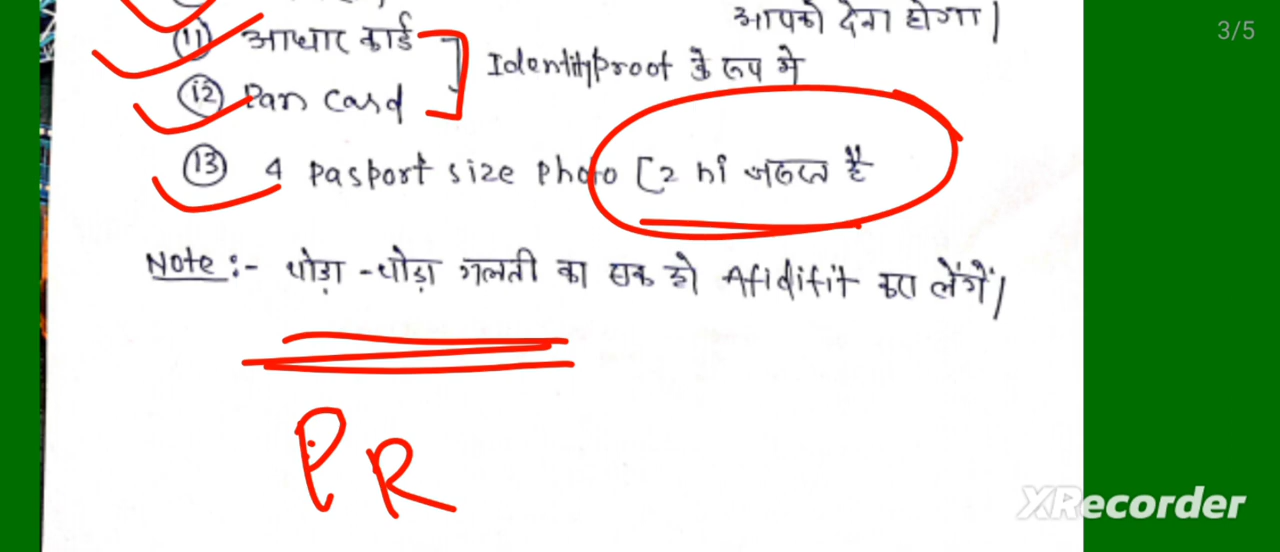 आपको देना होगा।
3/5
(11) आधार कार्ड
Identityproof के रूप में
(12) Pan Card
(13) 4 Pasport size photo [2 hi जरूरत है
Note :- थोड़ा -थोड़ा गलती का सक हो Afidifit करा लेंगें।
PR
XRecorder